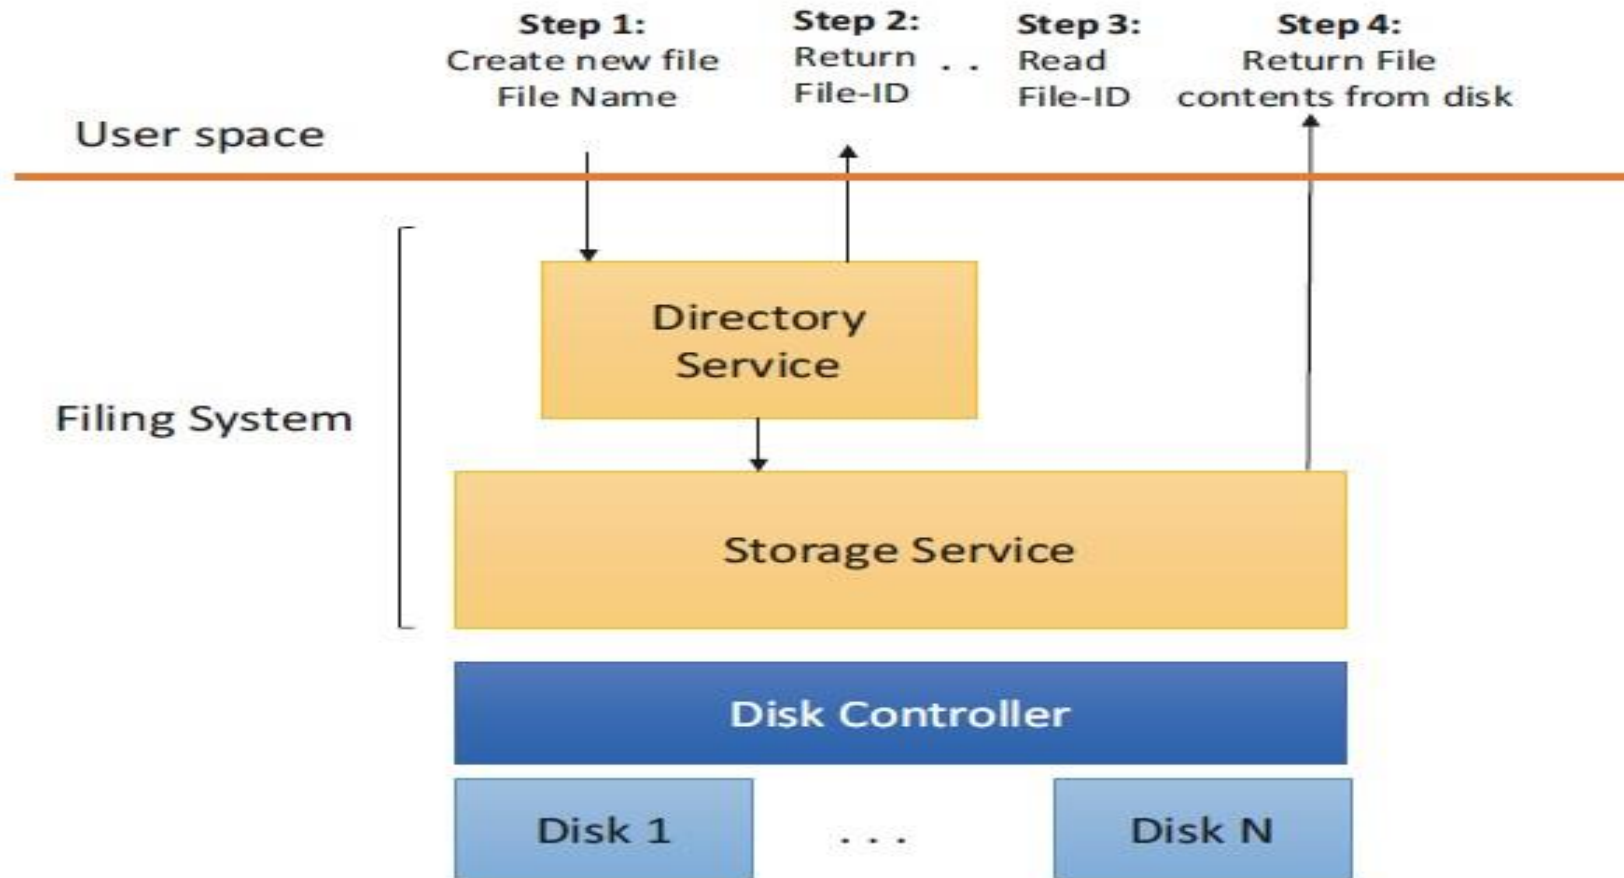 Step 1:
Create new file
File Name
Step 2:
Return
File-ID
. .
Step 3:
Read
File-ID
Step 4:
Return File
contents from disk
User space
Directory
Service
Filing System
Storage Service
Disk Controller
Disk 1
. . .
Disk N